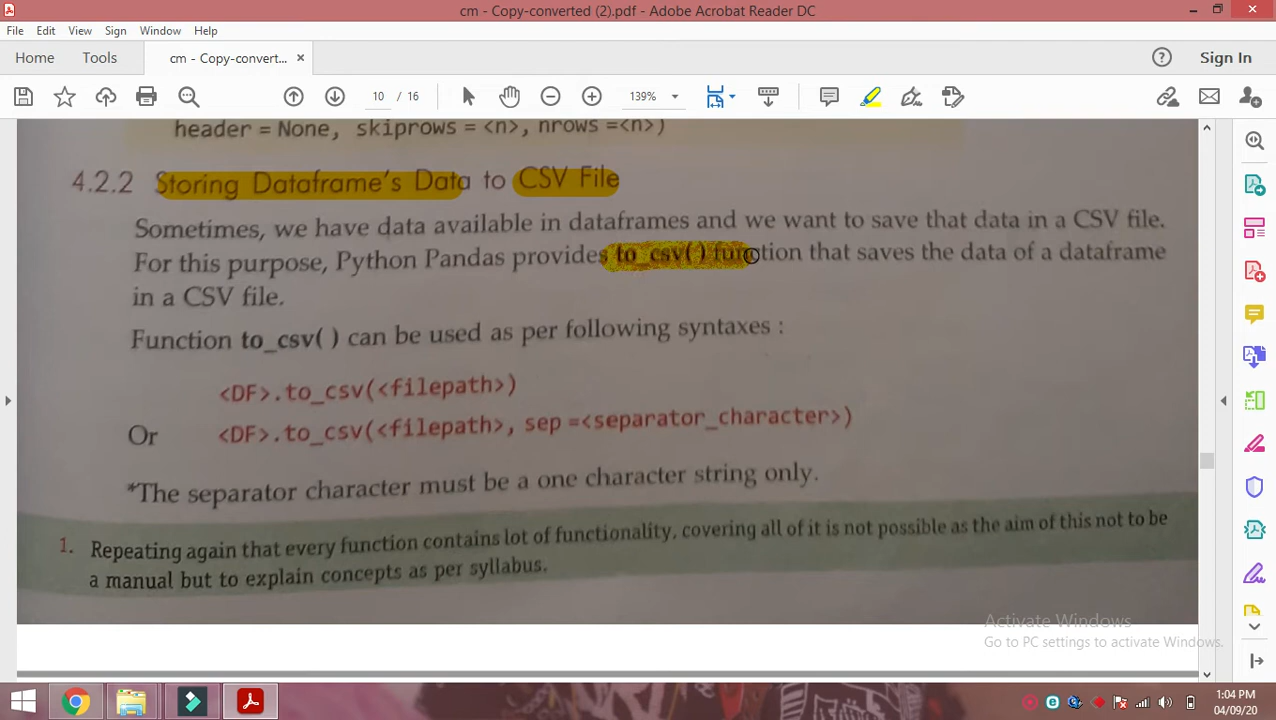 cm - Copy-converted (2).pdf - Adobe Acrobat Reader DC
File Edit View Sign Window Help
Home Tools cm - Copy-convert... × Sign In
10 / 16 139%
header = None, skiprows = <n>, nrows =<n>)
4.2.2 Storing Dataframe's Data to CSV File
Sometimes, we have data available in dataframes and we want to save that data in a CSV file.
For this purpose, Python Pandas provides to_csv( ) function that saves the data of a dataframe
in a CSV file.
Function to_csv( ) can be used as per following syntaxes :
<DF>.to_csv(<filepath>)
Or <DF>.to_csv(<filepath>, sep =<separator_character>)
*The separator character must be a one character string only.
1. Repeating again that every function contains lot of functionality, covering all of it is not possible as the aim of this not to be
a manual but to explain concepts as per syllabus.
Activate Windows
Go to PC settings to activate Windows.
1:04 PM
04/09/20